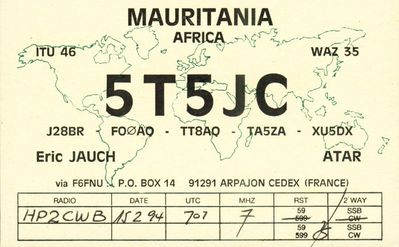 MAURITANIA
AFRICA
ITU 46 WAZ 35
5T5JC
J28BR - FOØAQ - TT8AQ - TA5ZA - XU5DX
Eric JAUCH ATAR
via F6FNU - P.O. BOX 14 91291 ARPAJON CEDEX (FRANCE)
RADIO DATE UTC MHZ RST 2 WAY
HP2CWB 15 2 94 707 7 59 SSB
599 CW
59 SSB
599 CW